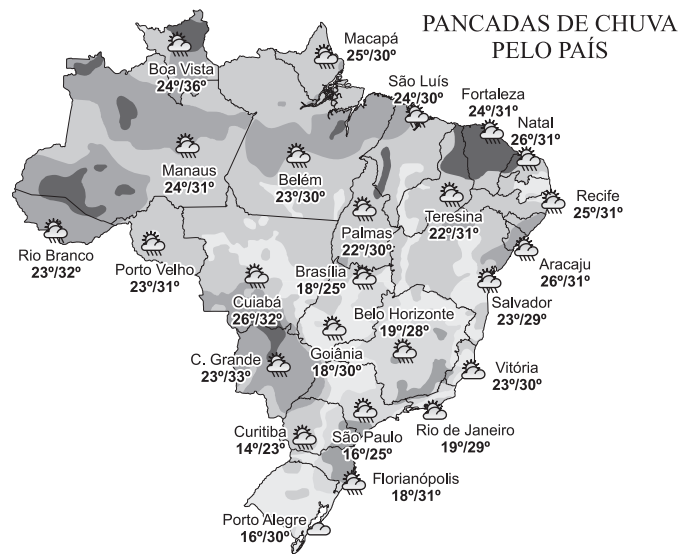 PANCADAS DE CHUVA
PELO PAÍS
Macapá
25º/30º
Boa Vista
24º/36º
São Luís
24º/30º
Fortaleza
24º/31º
Natal
26º/31º
Manaus
24º/31º
Belém
23º/30º
Teresina
22º/31º
Recife
25º/31º
Palmas
22º/30º
Rio Branco
23º/32º
Porto Velho
23º/31º
Aracaju
26º/31º
Brasília
18º/25º
Cuiabá
26º/32º
Salvador
23º/29º
Belo Horizonte
19º/28º
C. Grande
23º/33º
Goiânia
18º/30º
Vitória
23º/30º
Curitiba
14º/23º
São Paulo
16º/25º
Rio de Janeiro
19º/29º
Florianópolis
18º/31º
Porto Alegre
16º/30º